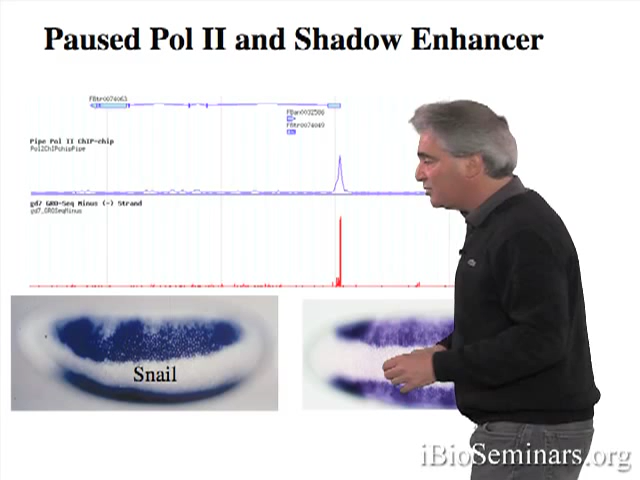 Paused Pol II and Shadow Enhancer
Pipe Pol II ChIP-chip
Pol2ChIPchipPipe
gd7 GRO-Seq Minus (-) Strand
gd7_GROSeqMinus
Snail
iBioSeminars.org